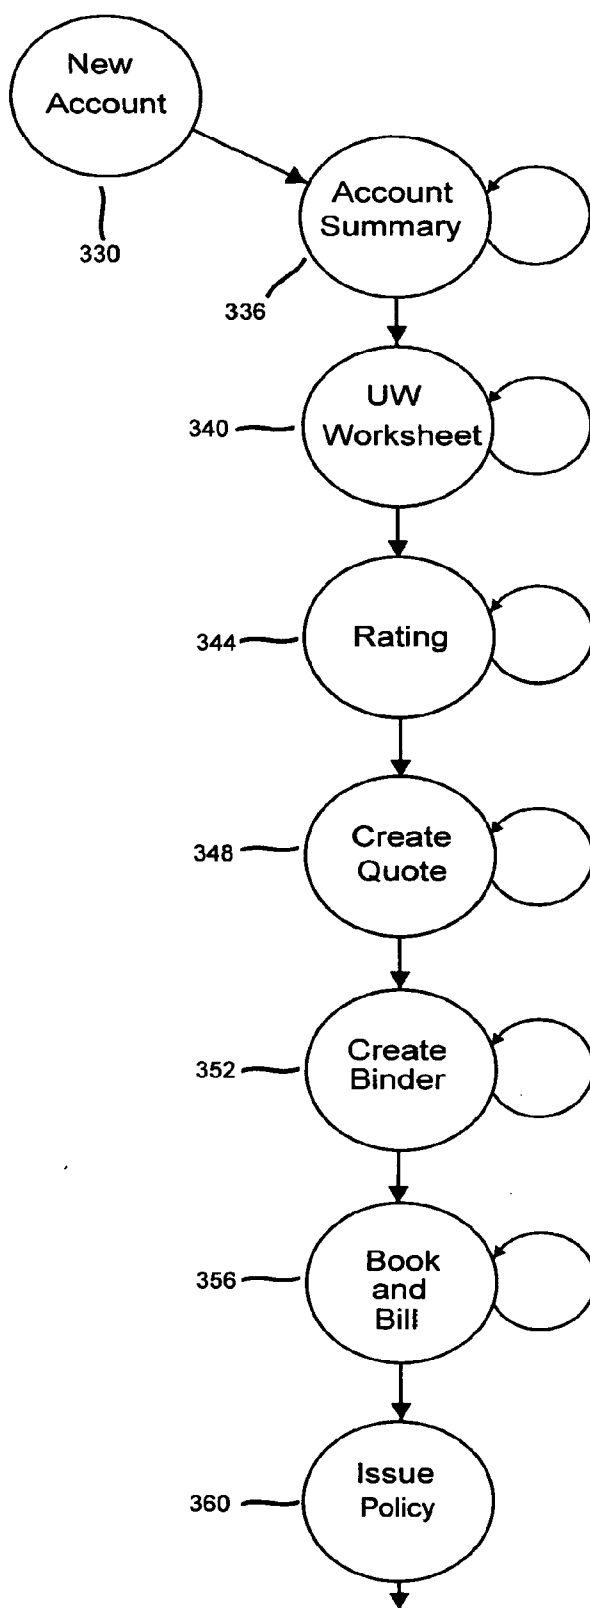 New
Account
330
Account
Summary
336
UW
Worksheet
340
Rating
344
Create
Quote
348
Create
Binder
352
Book
and
Bill
356
Issue
Policy
360